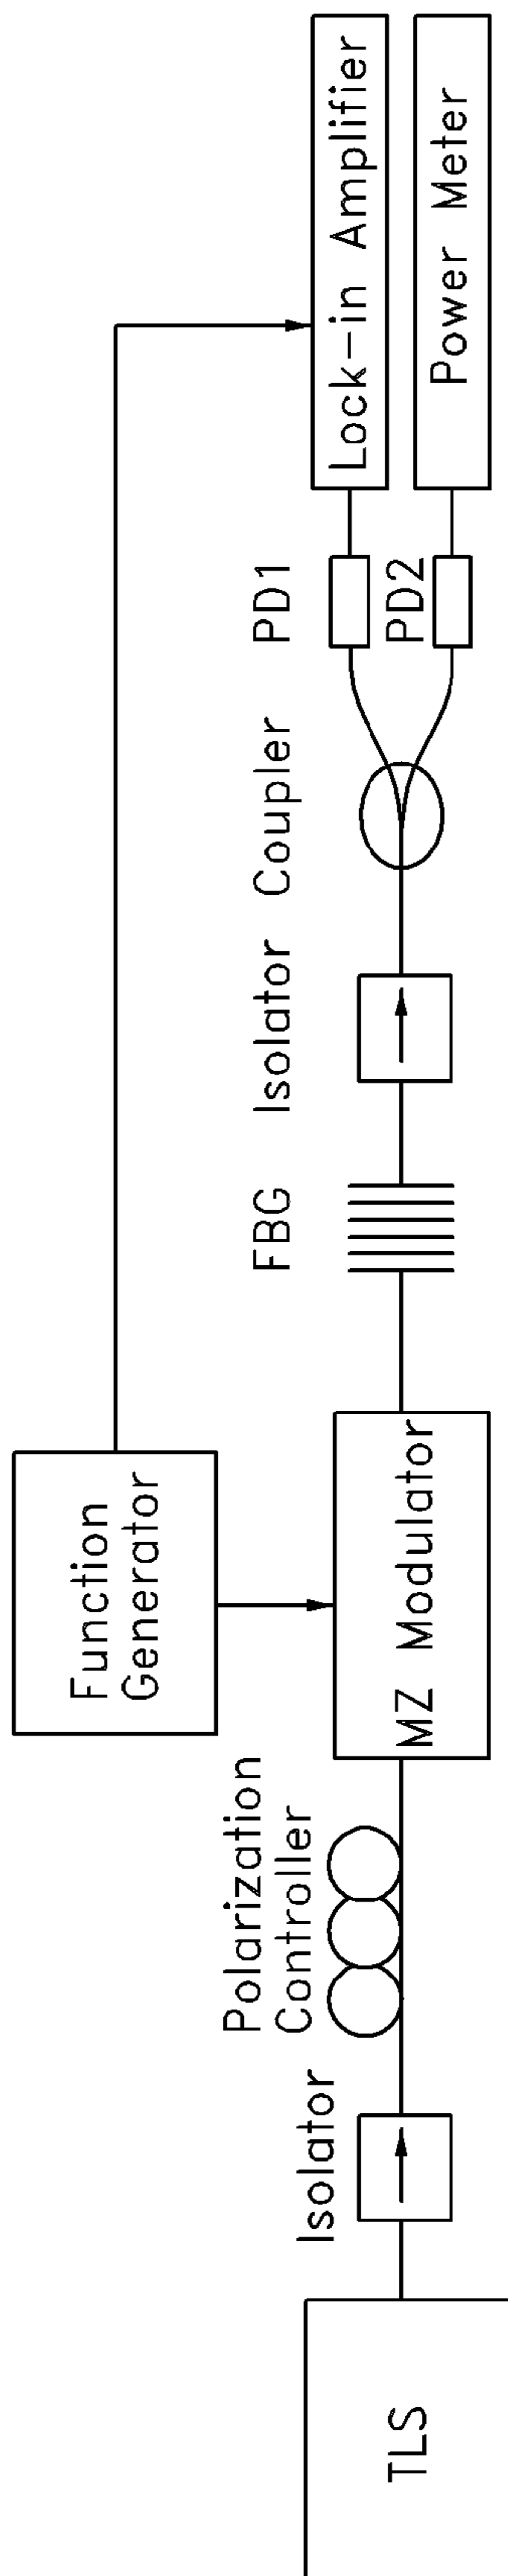 TLS
Isolator
Polarization
Controller
Function
Generator
MZ Modulator
FBG
Isolator
Coupler
PD1
PD2
Lock-in Amplifier
Power Meter